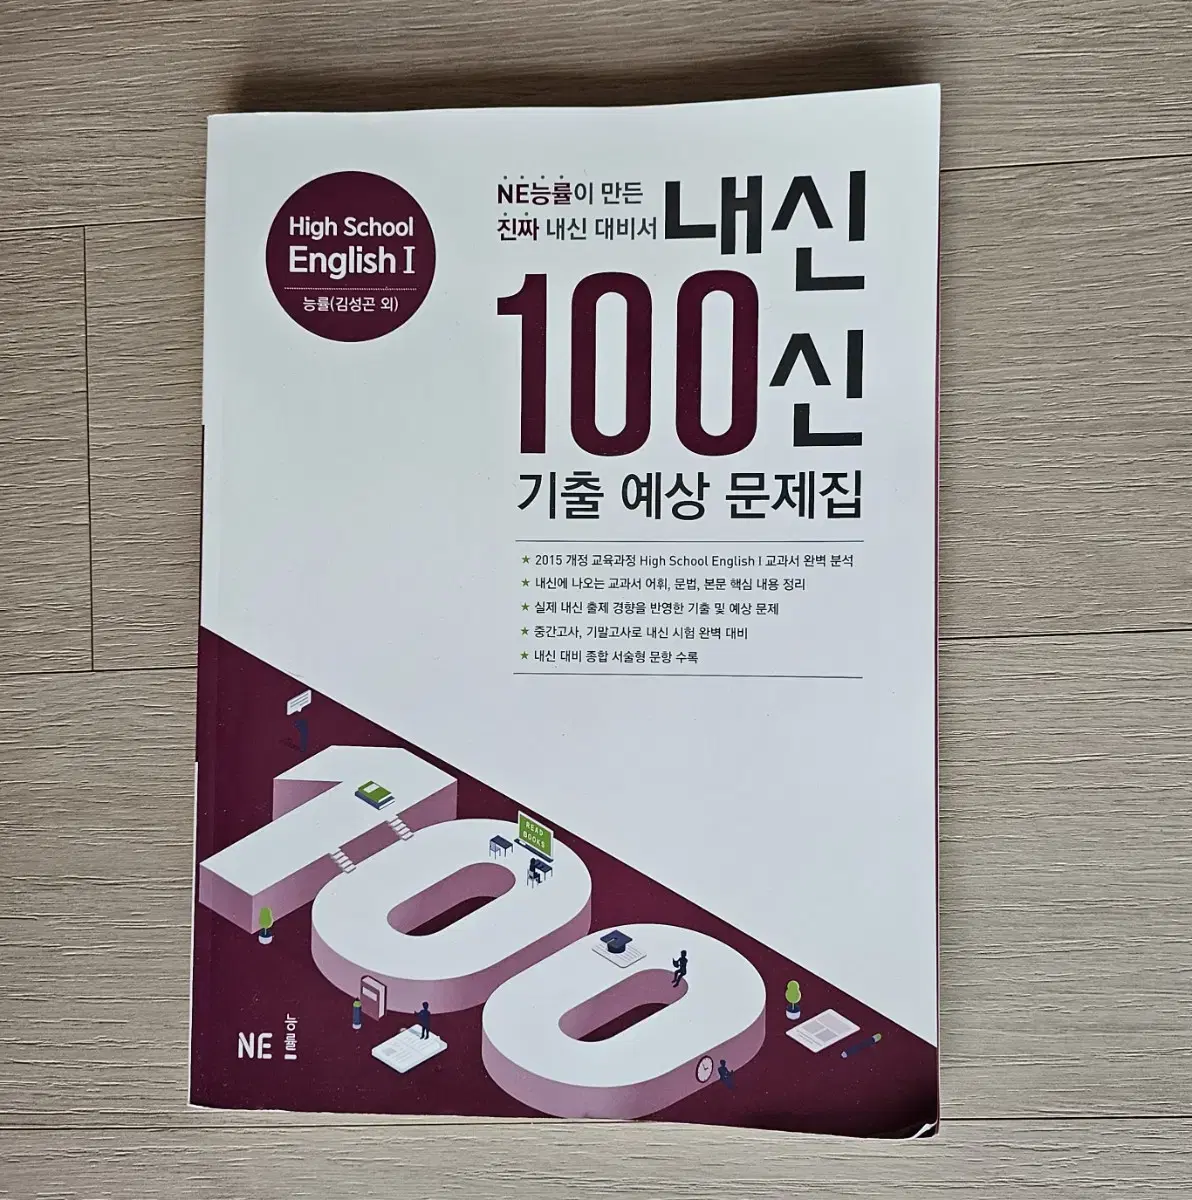 High School
English I
능률(김성곤 외)
NE능률이 만든
진짜 내신 대비서
내신
100신
기출 예상 문제집
★ 2015 개정 교육과정 High School English I 교과서 완벽 분석
★ 내신에 나오는 교과서 어휘, 문법, 본문 핵심 내용 정리
★ 실제 내신 출제 경향을 반영한 기출 및 예상 문제
★ 중간고사, 기말고사로 내신 시험 완벽 대비
★ 내신 대비 종합 서술형 문항 수록
100
READ
BOOKS
NE 능률